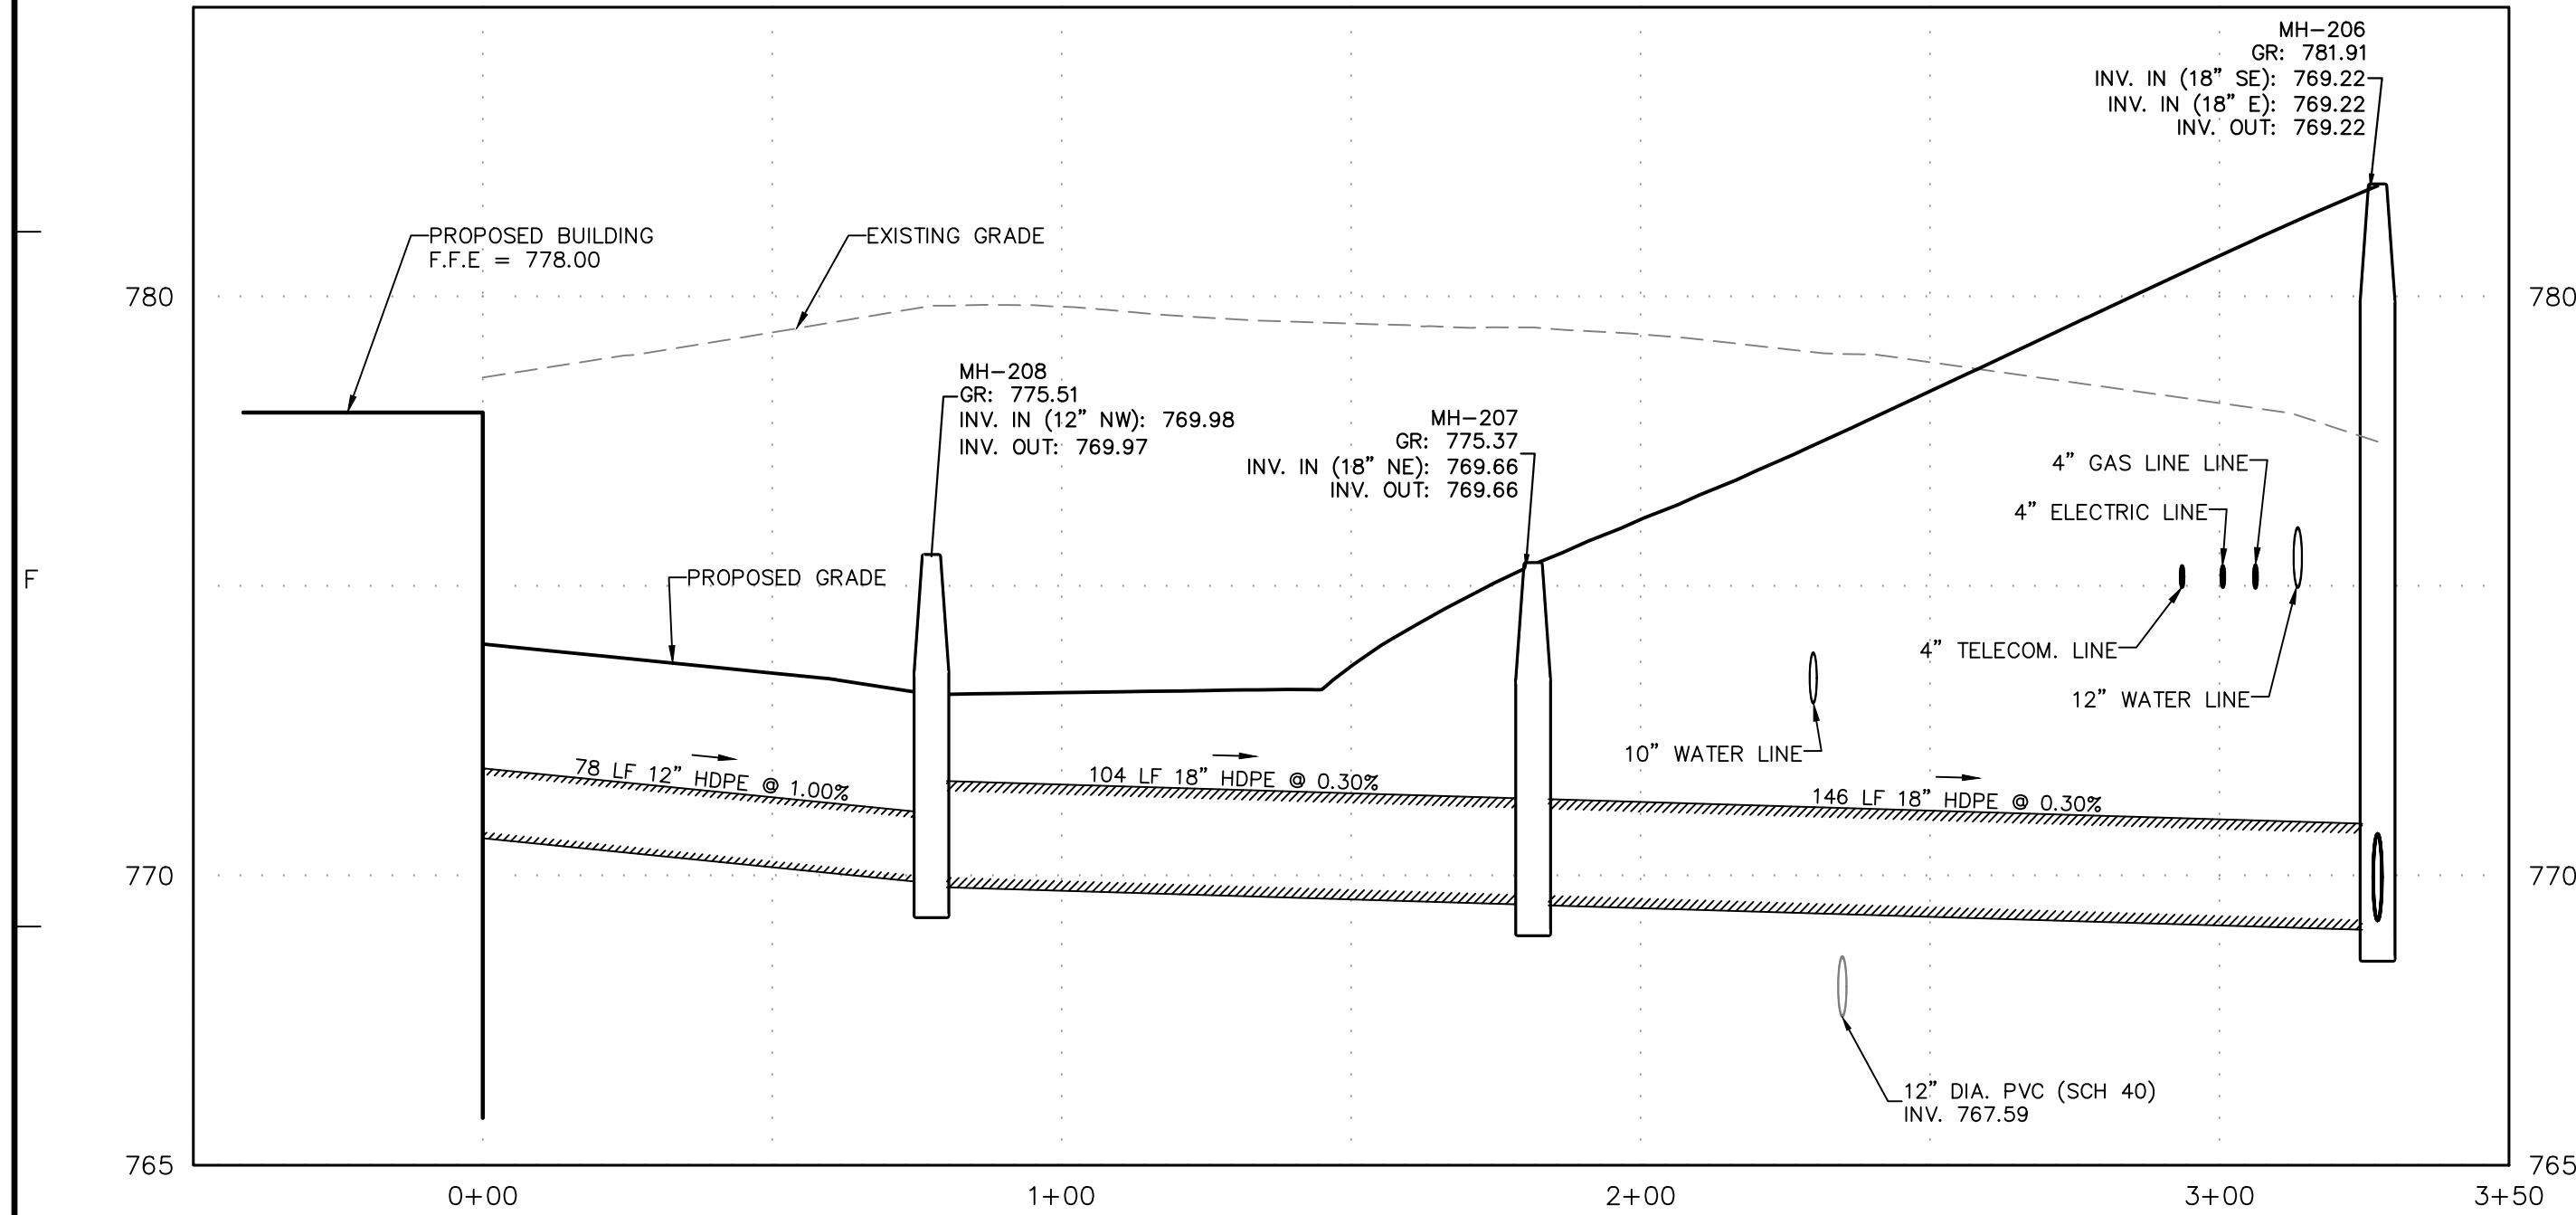 MH-206
GR: 781.91
INV. IN (18" SE): 769.22
INV. IN (18" E): 769.22
INV. OUT: 769.22
PROPOSED BUILDING
F.F.E = 778.00
EXISTING GRADE
780
780
MH-208
GR: 775.51
INV. IN (12" NW): 769.98
INV. OUT: 769.97
MH-207
GR: 775.37
INV. IN (18" NE): 769.66
INV. OUT: 769.66
4" GAS LINE LINE
4" ELECTRIC LINE
F
PROPOSED GRADE
4" TELECOM. LINE
12" WATER LINE
10" WATER LINE
78 LF 12" HDPE @ 1.00%
104 LF 18" HDPE @ 0.30%
146 LF 18" HDPE @ 0.30%
770
770
12" DIA. PVC (SCH 40)
INV. 767.59
765
765
0+00
1+00
2+00
3+00
3+50